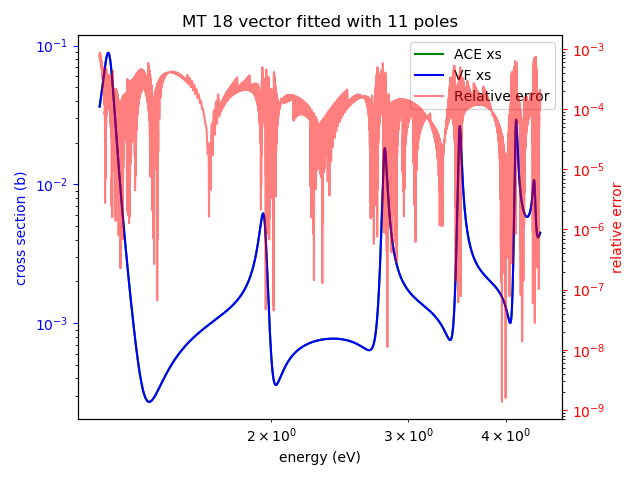 MT 18 vector fitted with 11 poles
ACE xs
VF xs
Relative error
cross section (b)
10⁻¹
10⁻²
10⁻³
relative error
10⁻³
10⁻⁴
10⁻⁵
10⁻⁶
10⁻⁷
10⁻⁸
10⁻⁹
2 × 10⁰ 3 × 10⁰ 4 × 10⁰
energy (eV)